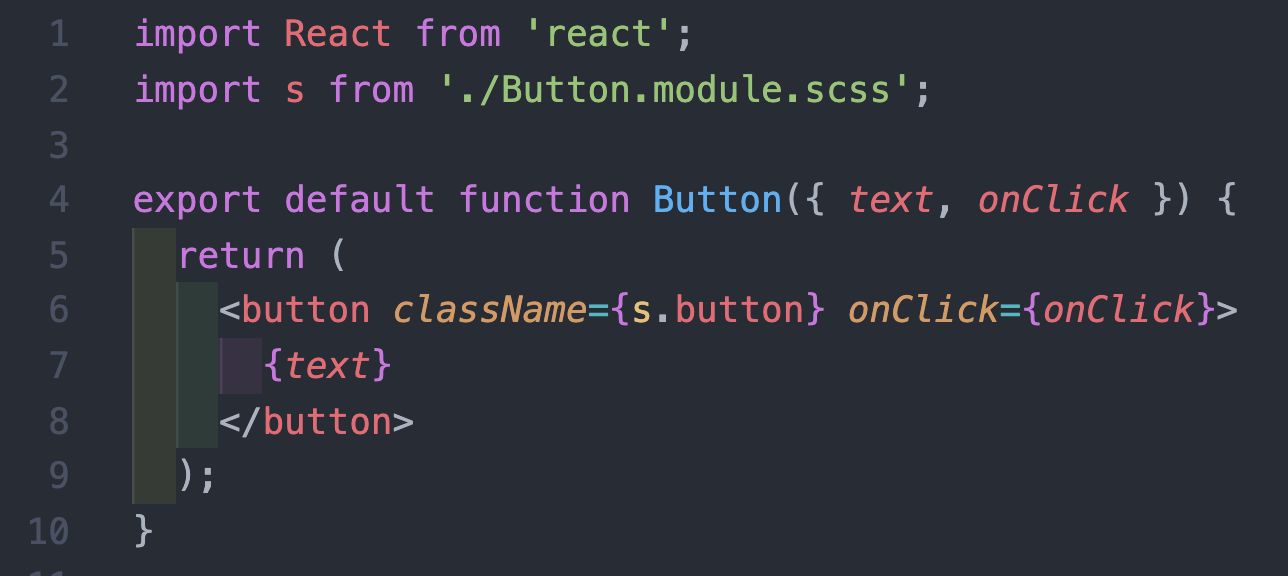 1 import React from 'react';
2 import s from './Button.module.scss';
3
4 export default function Button({ text, onClick }) {
5   return (
6     <button className={s.button} onClick={onClick}>
7       {text}
8     </button>
9   );
10 }